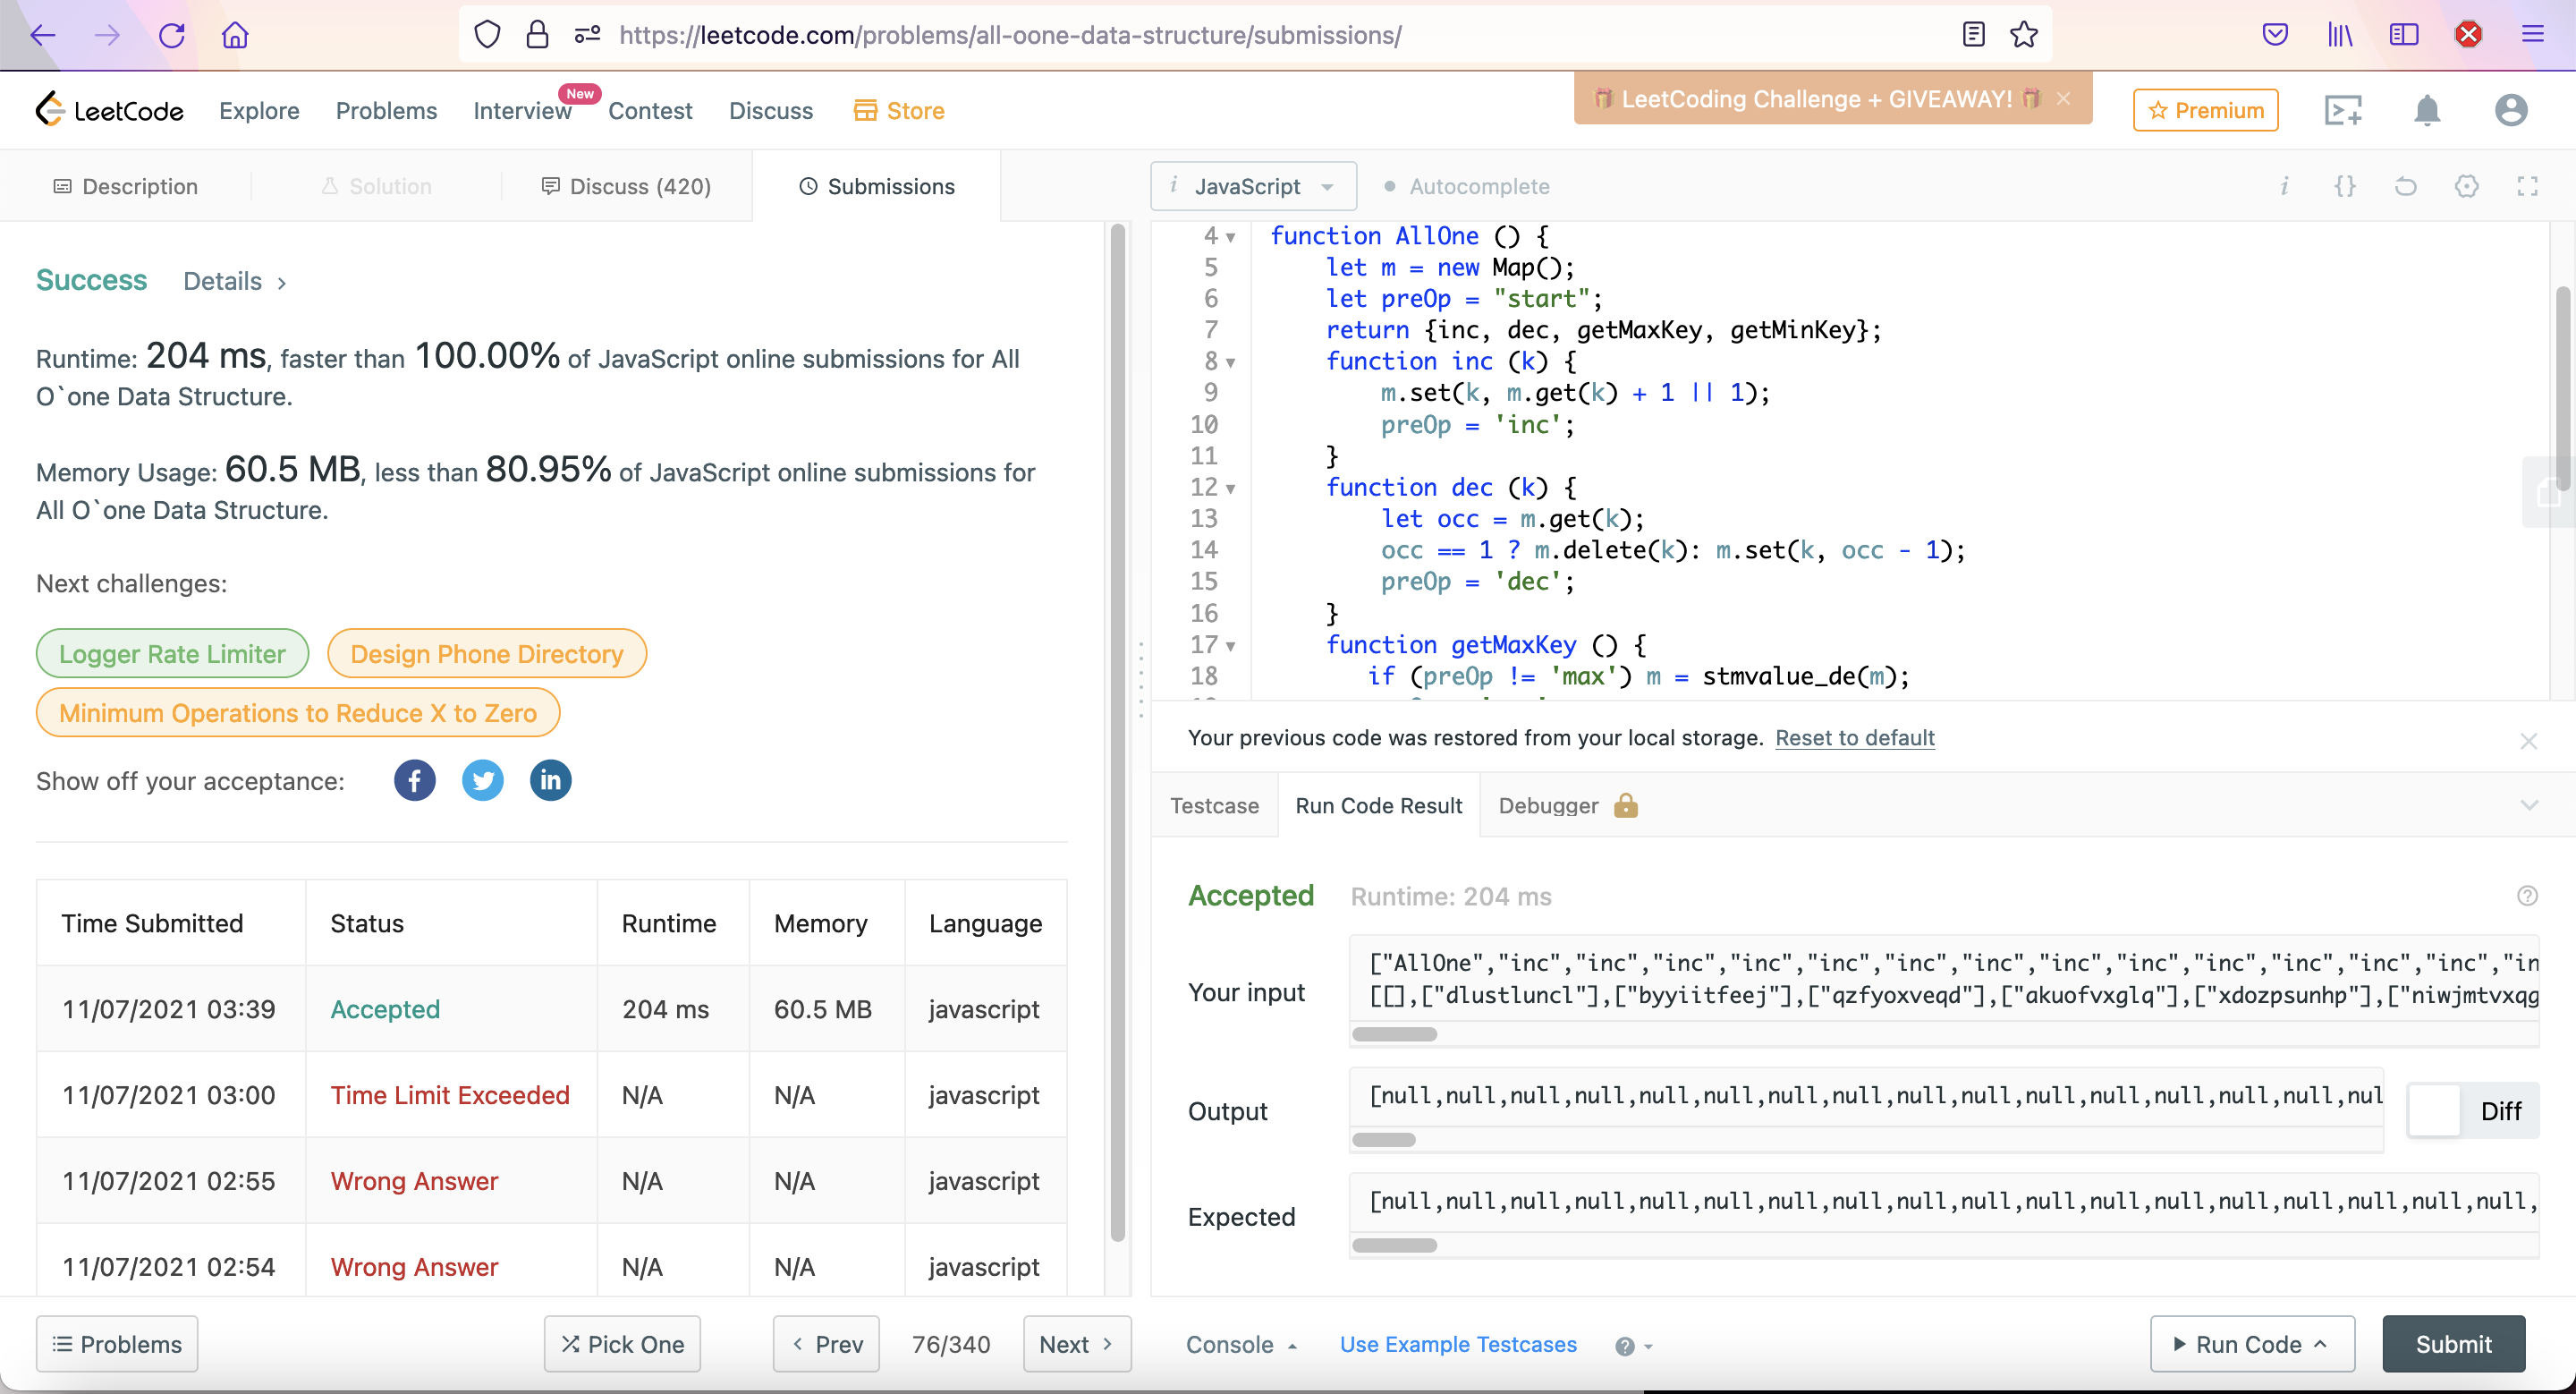 https://leetcode.com/problems/all-oone-data-structure/submissions/
LeetCode Explore Problems Interview New Contest Discuss Store
LeetCoding Challenge + GIVEAWAY!
Premium
Description Solution Discuss (420) Submissions
Success Details
Runtime: 204 ms, faster than 100.00% of JavaScript online submissions for All
O`one Data Structure.
Memory Usage: 60.5 MB, less than 80.95% of JavaScript online submissions for
All O`one Data Structure.
Next challenges:
Logger Rate Limiter Design Phone Directory
Minimum Operations to Reduce X to Zero
Show off your acceptance:
Time Submitted Status Runtime Memory Language
11/07/2021 03:39 Accepted 204 ms 60.5 MB javascript
11/07/2021 03:00 Time Limit Exceeded N/A N/A javascript
11/07/2021 02:55 Wrong Answer N/A N/A javascript
11/07/2021 02:54 Wrong Answer N/A N/A javascript
Problems Pick One Prev 76/340 Next
i JavaScript Autocomplete
4 function AllOne () {
5 let m = new Map();
6 let preOp = "start";
7 return {inc, dec, getMaxKey, getMinKey};
8 function inc (k) {
9 m.set(k, m.get(k) + 1 || 1);
10 preOp = 'inc';
11 }
12 function dec (k) {
13 let occ = m.get(k);
14 occ == 1 ? m.delete(k): m.set(k, occ - 1);
15 preOp = 'dec';
16 }
17 function getMaxKey () {
18 if (preOp != 'max') m = stmvalue_de(m);
Your previous code was restored from your local storage. Reset to default
Testcase Run Code Result Debugger
Accepted Runtime: 204 ms
Your input
["AllOne","inc","inc","inc","inc","inc","inc","inc","inc","inc","inc","inc","inc","inc","in
[[],["dlustluncl"],["byyiitfeej"],["qzfyoxveqd"],["akuofvxglq"],["xdozpsunhp"],["niwjmtvxqg
Output
[null,null,null,null,null,null,null,null,null,null,null,null,null,null,null,nul
Diff
Expected
[null,null,null,null,null,null,null,null,null,null,null,null,null,null,null,null,null,null,
Console Use Example Testcases
Run Code Submit